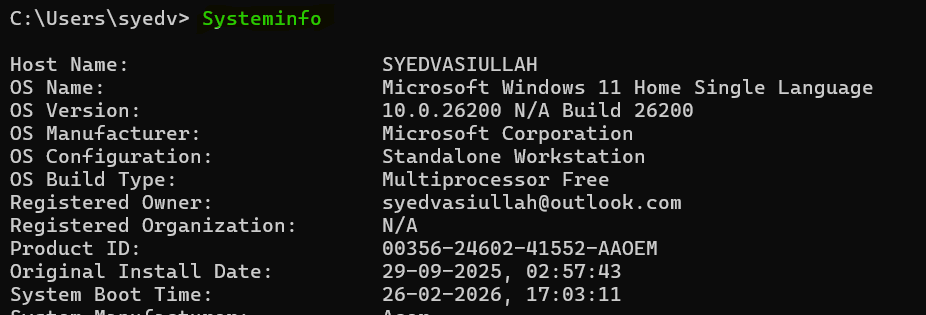 C:\Users\syedv> Systeminfo
Host Name: SYEDVASIULLAH
OS Name: Microsoft Windows 11 Home Single Language
OS Version: 10.0.26200 N/A Build 26200
OS Manufacturer: Microsoft Corporation
OS Configuration: Standalone Workstation
OS Build Type: Multiprocessor Free
Registered Owner: syedvasiullah@outlook.com
Registered Organization: N/A
Product ID: 00356-24602-41552-AAOEM
Original Install Date: 29-09-2025, 02:57:43
System Boot Time: 26-02-2026, 17:03:11
System Manufacturer: Acer